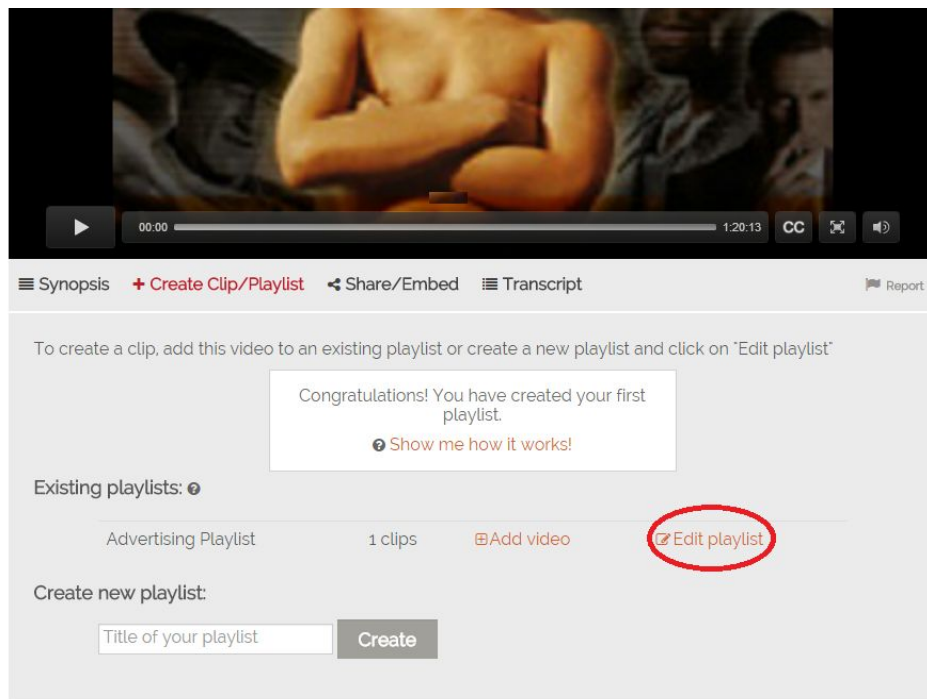 00:00 1:20:13 CC
Synopsis + Create Clip/Playlist Share/Embed Transcript Report
To create a clip, add this video to an existing playlist or create a new playlist and click on "Edit playlist"
Congratulations! You have created your first
playlist.
Show me how it works!
Existing playlists:
Advertising Playlist 1 clips Add video Edit playlist
Create new playlist:
Title of your playlist Create